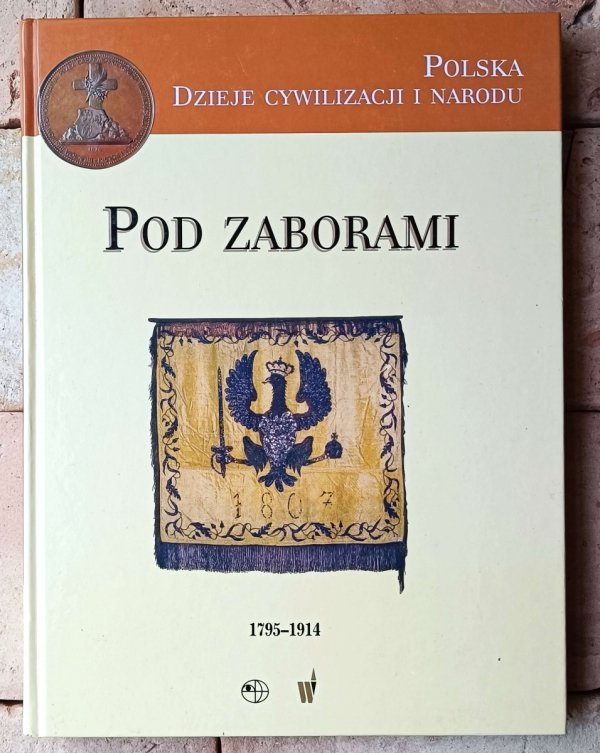 POLSKA
DZIEJE CYWILIZACJI I NARODU
POD ZABORAMI
1807
1795–1914
W